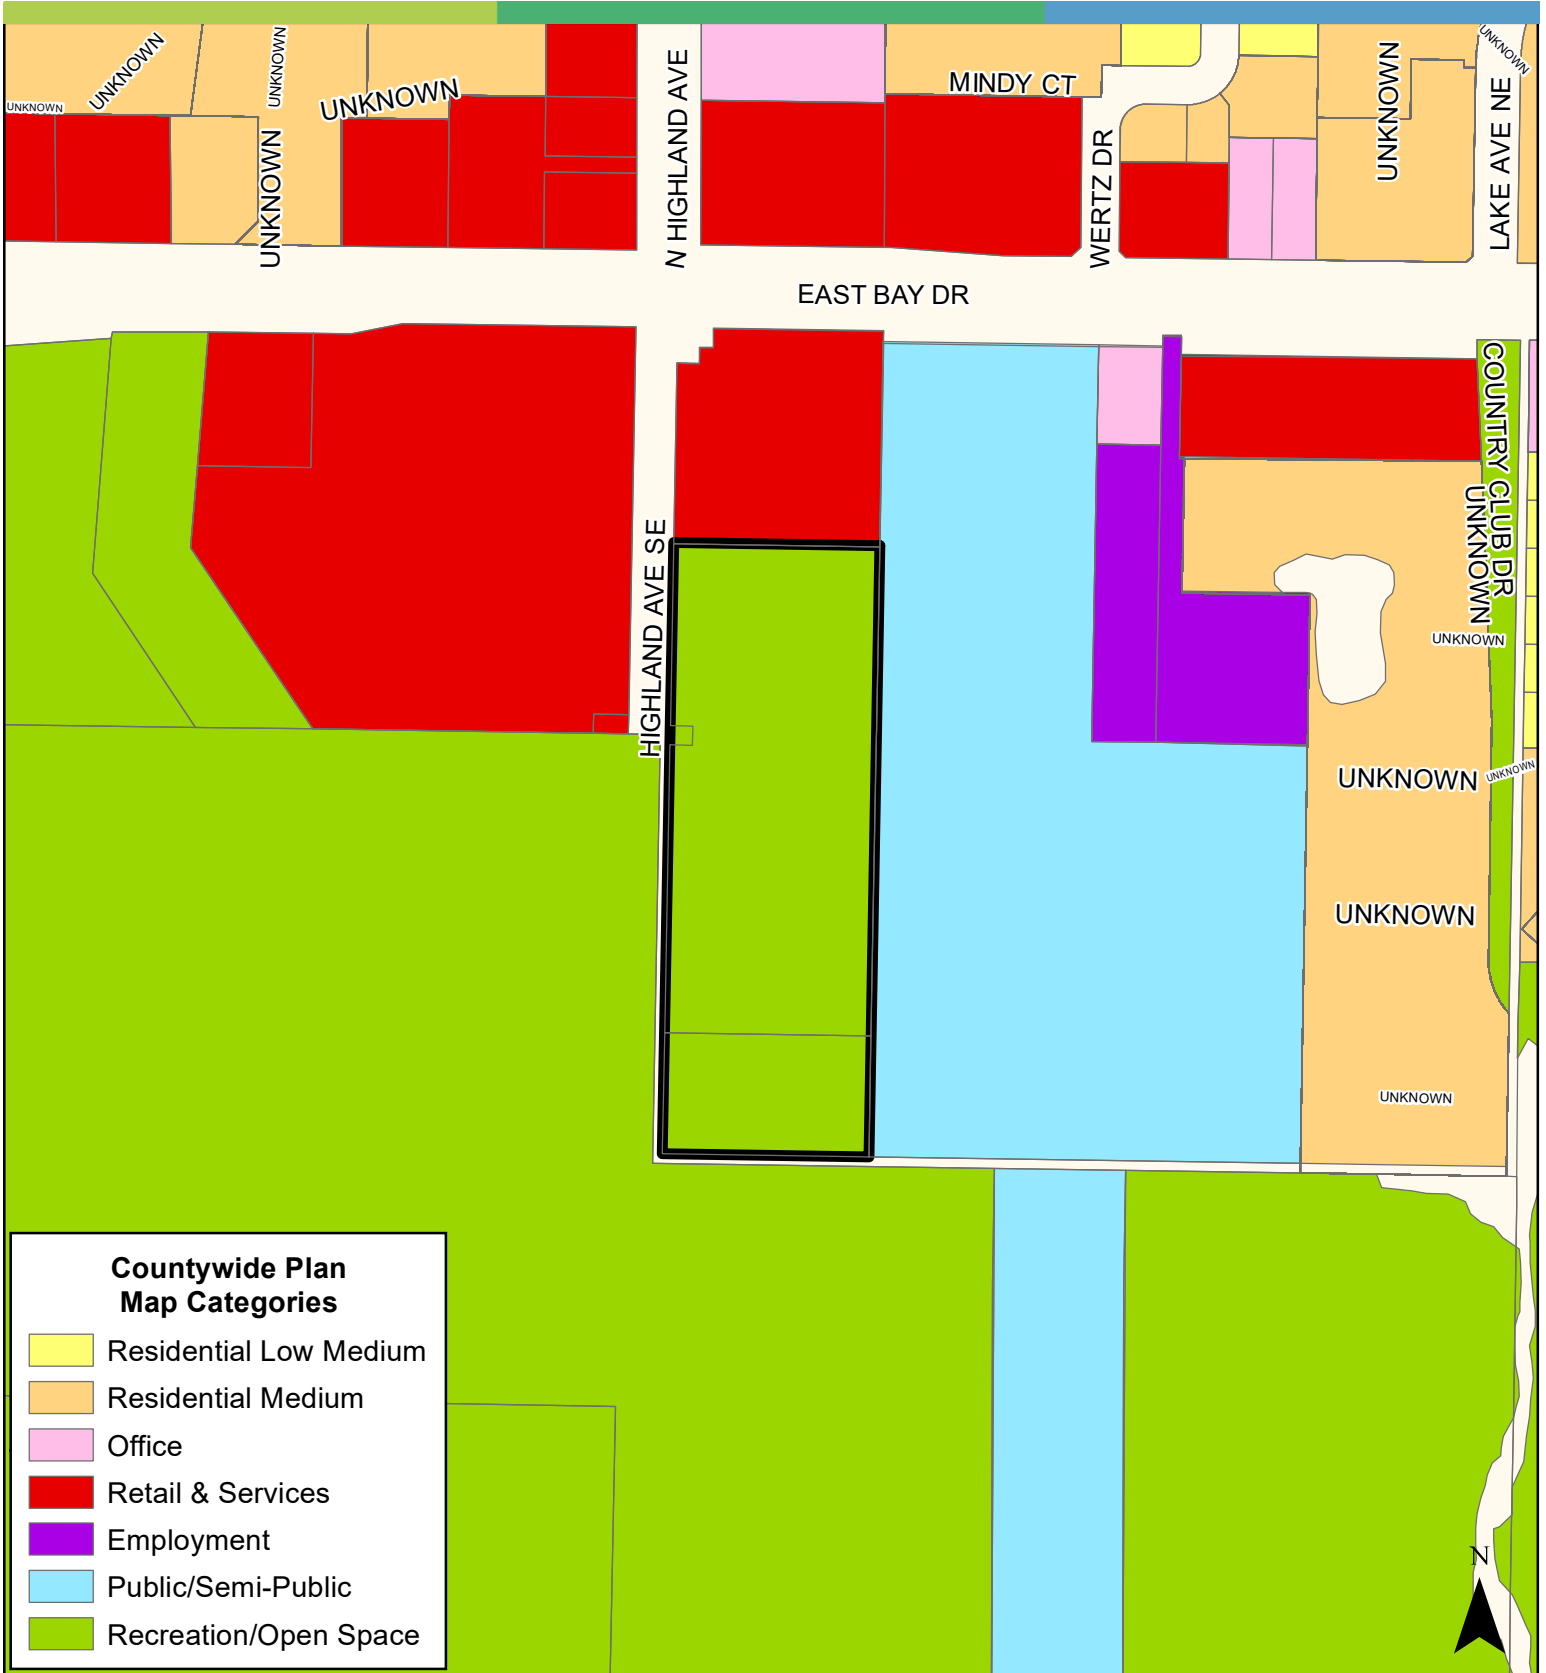 UNKNOWN
UNKNOWN
UNKNOWN
UNKNOWN
UNKNOWN
N HIGHLAND AVE
MINDY CT
WERTZ DR
UNKNOWN
UNKNOWN
LAKE AVE NE
EAST BAY DR
HIGHLAND AVE SE
COUNTRY CLUB DR
UNKNOWN
UNKNOWN
UNKNOWN
UNKNOWN
UNKNOWN
UNKNOWN
Countywide Plan
Map Categories
Residential Low Medium
Residential Medium
Office
Retail & Services
Employment
Public/Semi-Public
Recreation/Open Space
N